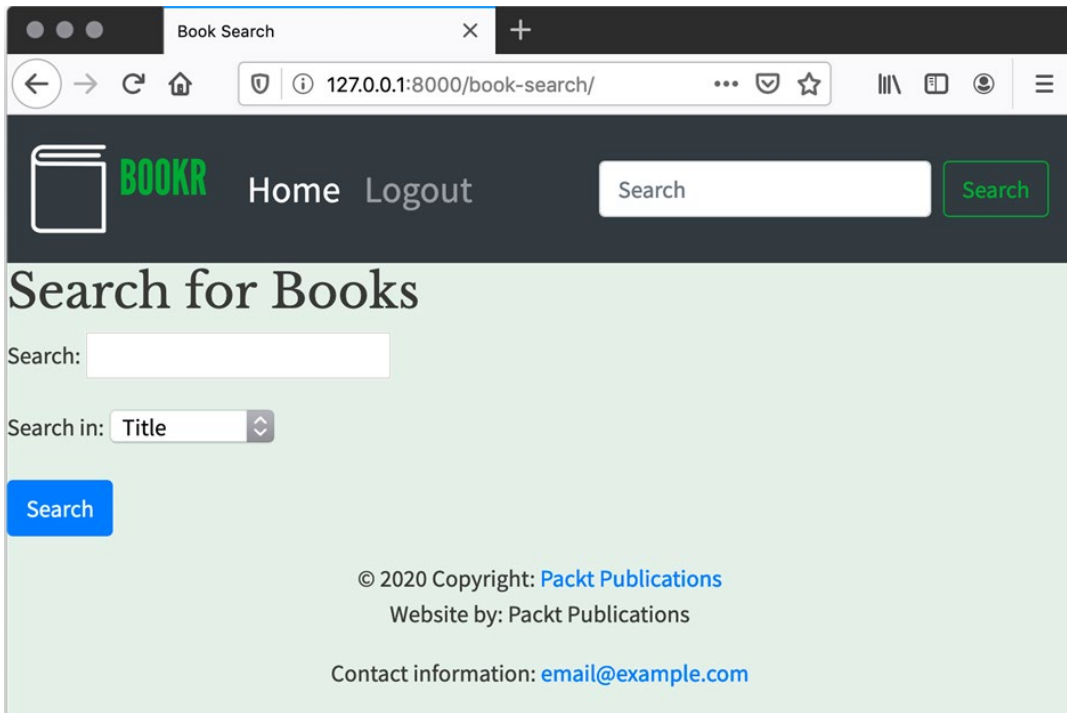 Book Search
127.0.0.1:8000/book-search/
BOOKR Home Logout Search Search
Search for Books
Search:
Search in: Title
Search
© 2020 Copyright: Packt Publications
Website by: Packt Publications
Contact information: email@example.com